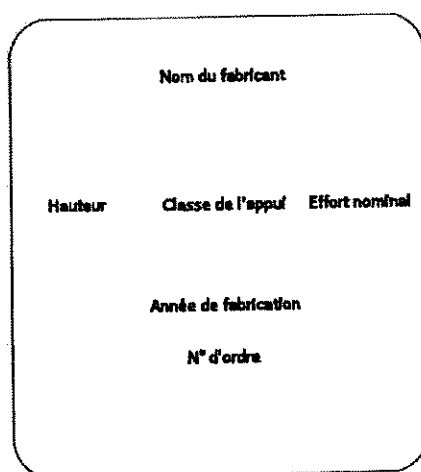 Nom du fabricant
Hauteur Classe de l'appui Effort nominal
Année de fabrication
N° d'ordre